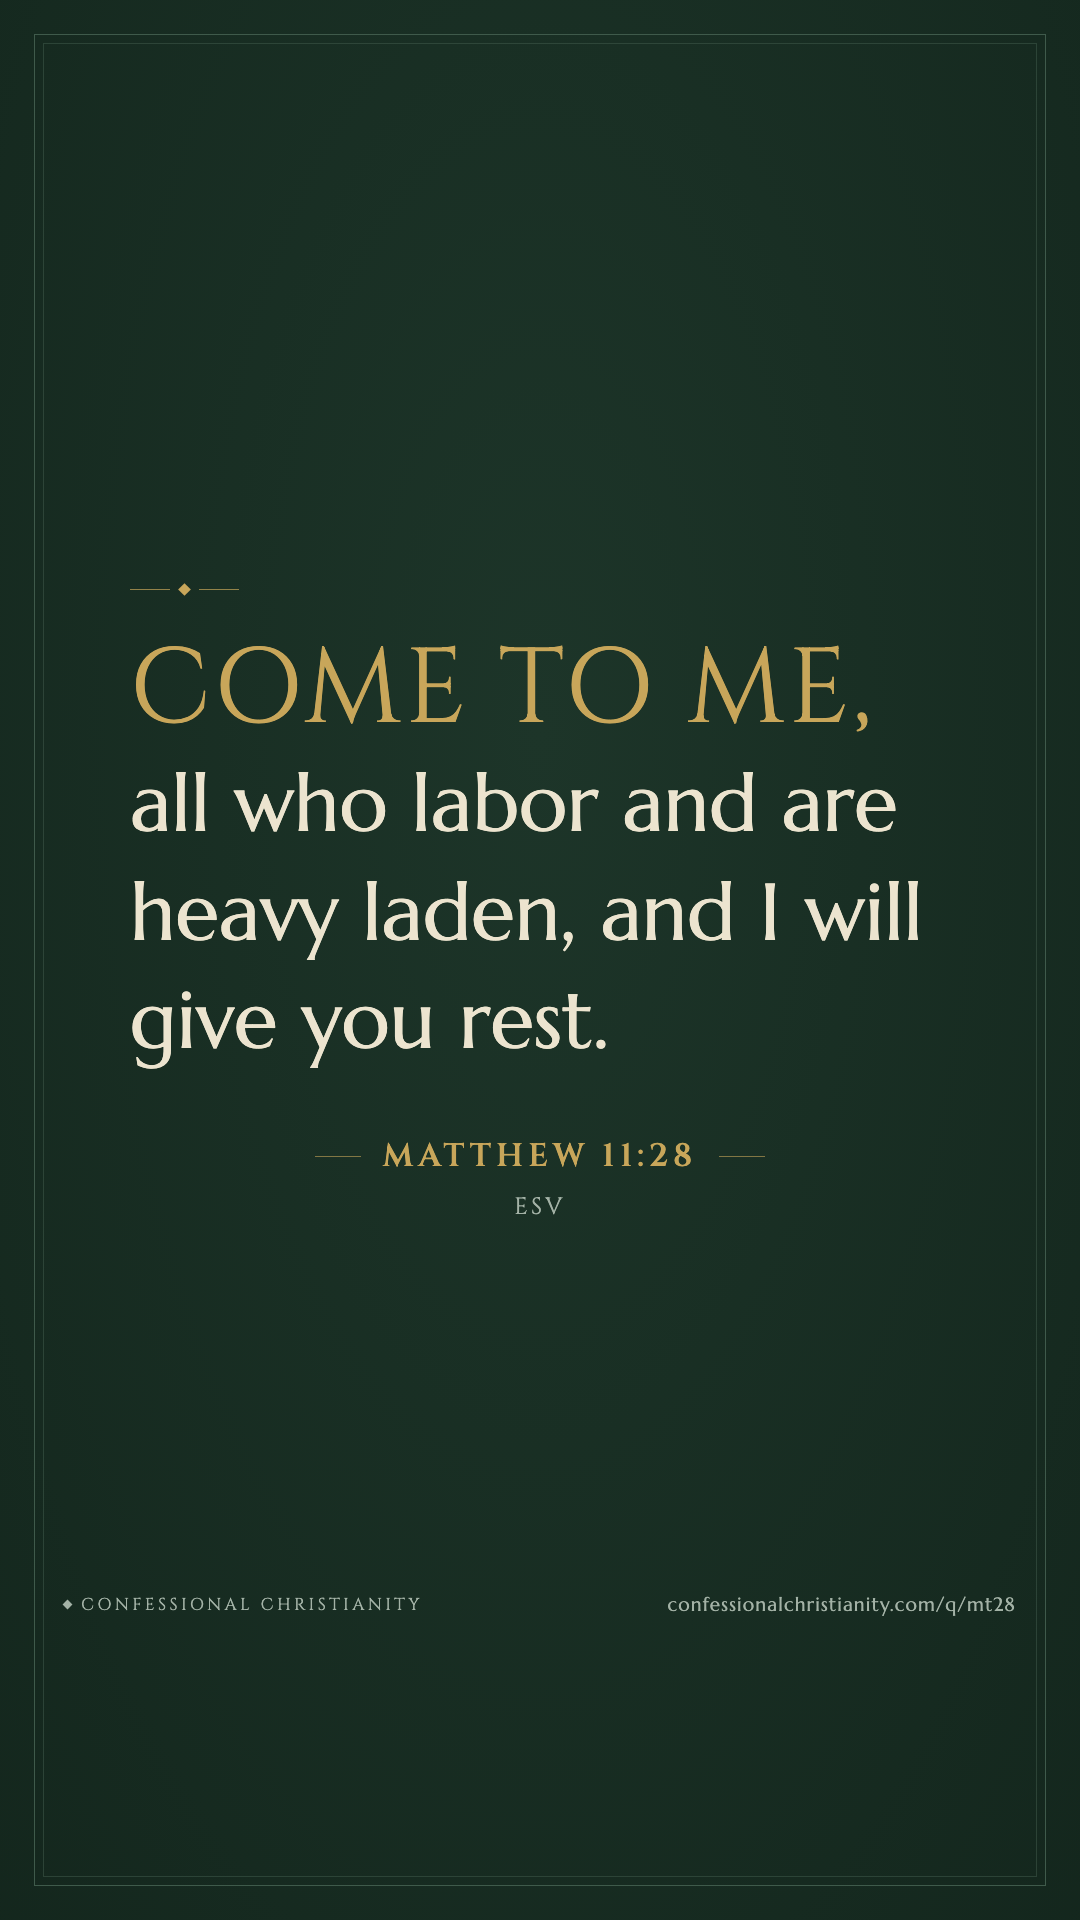 COME TO ME,
all who labor and are
heavy laden, and I will
give you rest.
MATTHEW 11:28
ESV
CONFESSIONAL CHRISTIANITY
confessionalchristianity.com/q/mt28